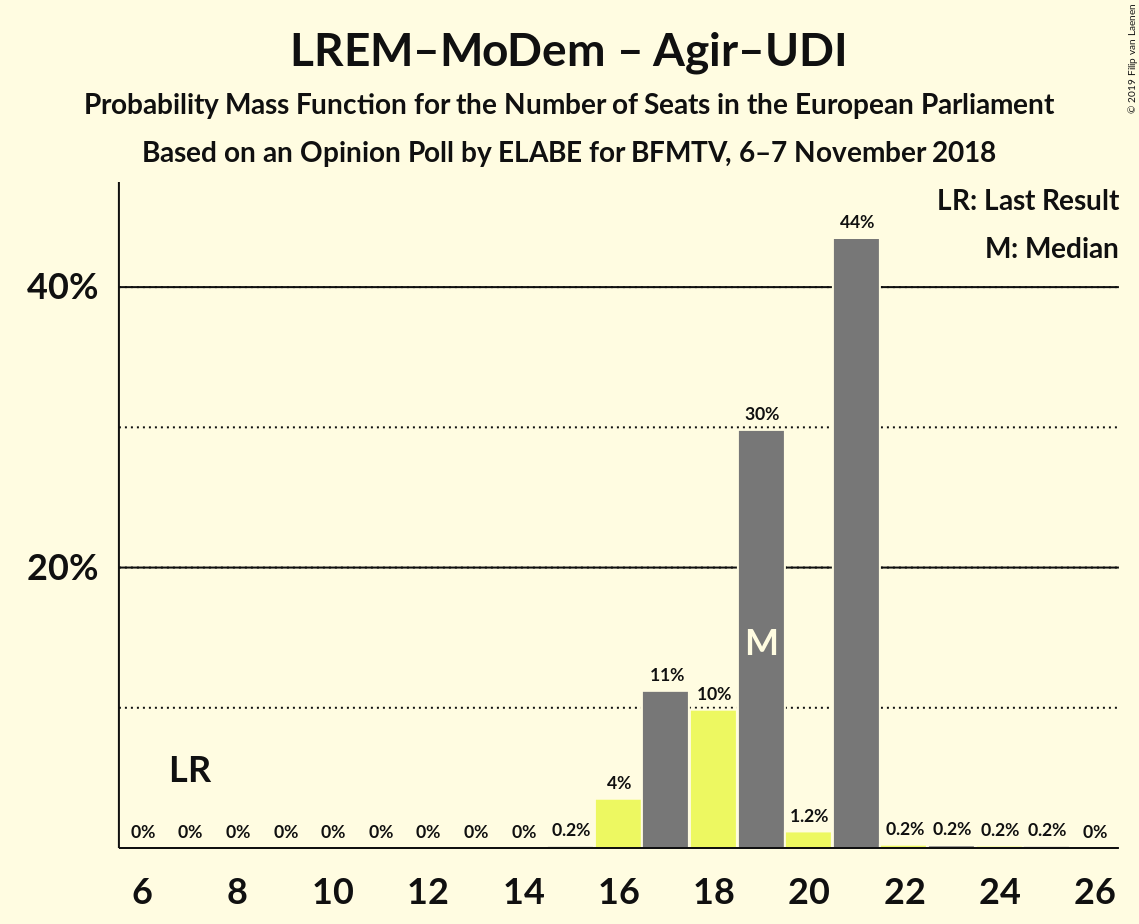 LREM–MoDem – Agir–UDI
Probability Mass Function for the Number of Seats in the European Parliament
Based on an Opinion Poll by ELABE for BFMTV, 6–7 November 2018
© 2019 Filip van Laenen
LR: Last Result
M: Median
44%
40%
30%
20%
M
11%
10%
LR
4%
1.2%
0% 0% 0% 0% 0% 0% 0% 0% 0% 0.2% 0.2% 0.2% 0.2% 0.2% 0%
6 8 10 12 14 16 18 20 22 24 26